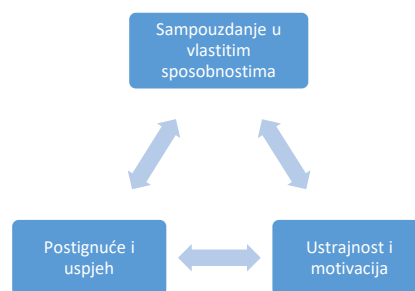 Sampouzdanje u
vlastitim
sposobnostima
Postignuće i
uspjeh
Ustrajnost i
motivacija